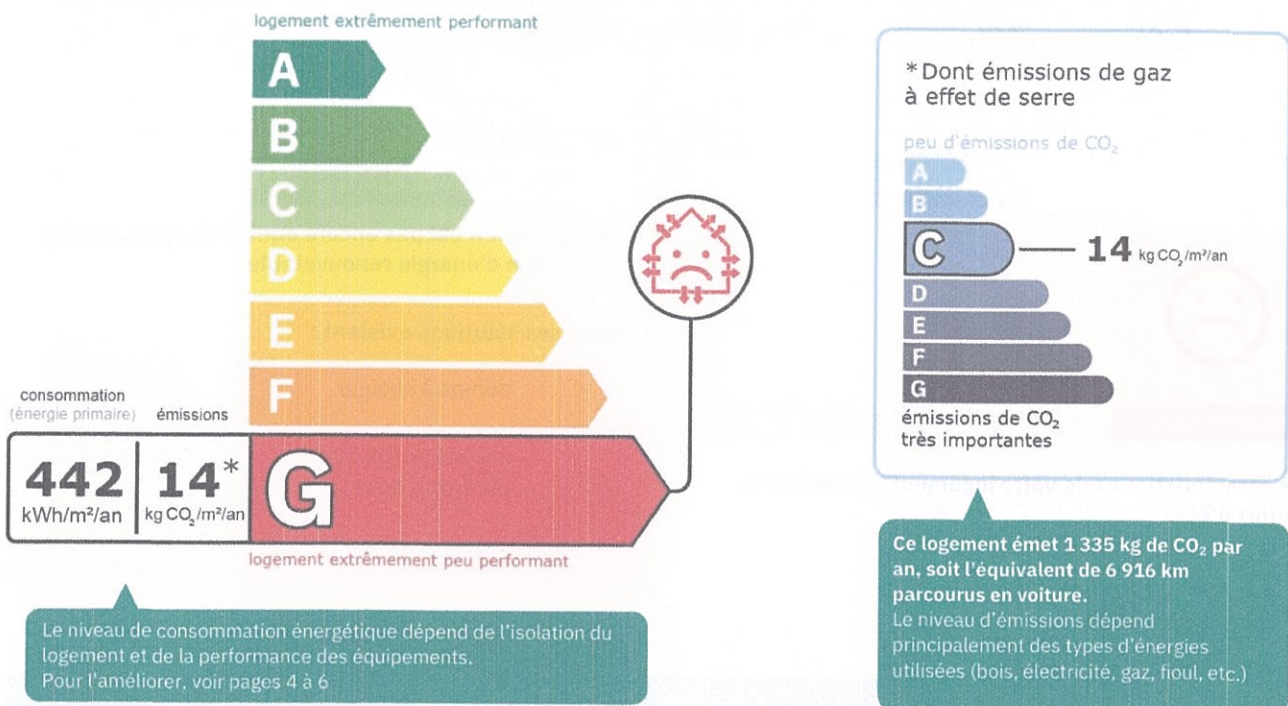 logement extrêmement performant
A
B
C
D
E
F
consommation
(énergie primaire)
émissions
442
kWh/m²/an
14*
kg CO₂/m²/an
G
logement extrêmement peu performant
Le niveau de consommation énergétique dépend de l'isolation du
logement et de la performance des équipements.
Pour l'améliorer, voir pages 4 à 6
*Dont émissions de gaz
à effet de serre
peu d'émissions de CO₂
A
B
C
14 kg CO₂/m²/an
D
E
F
G
émissions de CO₂
très importantes
Ce logement émet 1 335 kg de CO₂ par
an, soit l'équivalent de 6 916 km
parcourus en voiture.
Le niveau d'émissions dépend
principalement des types d'énergies
utilisées (bois, électricité, gaz, fioul, etc.)